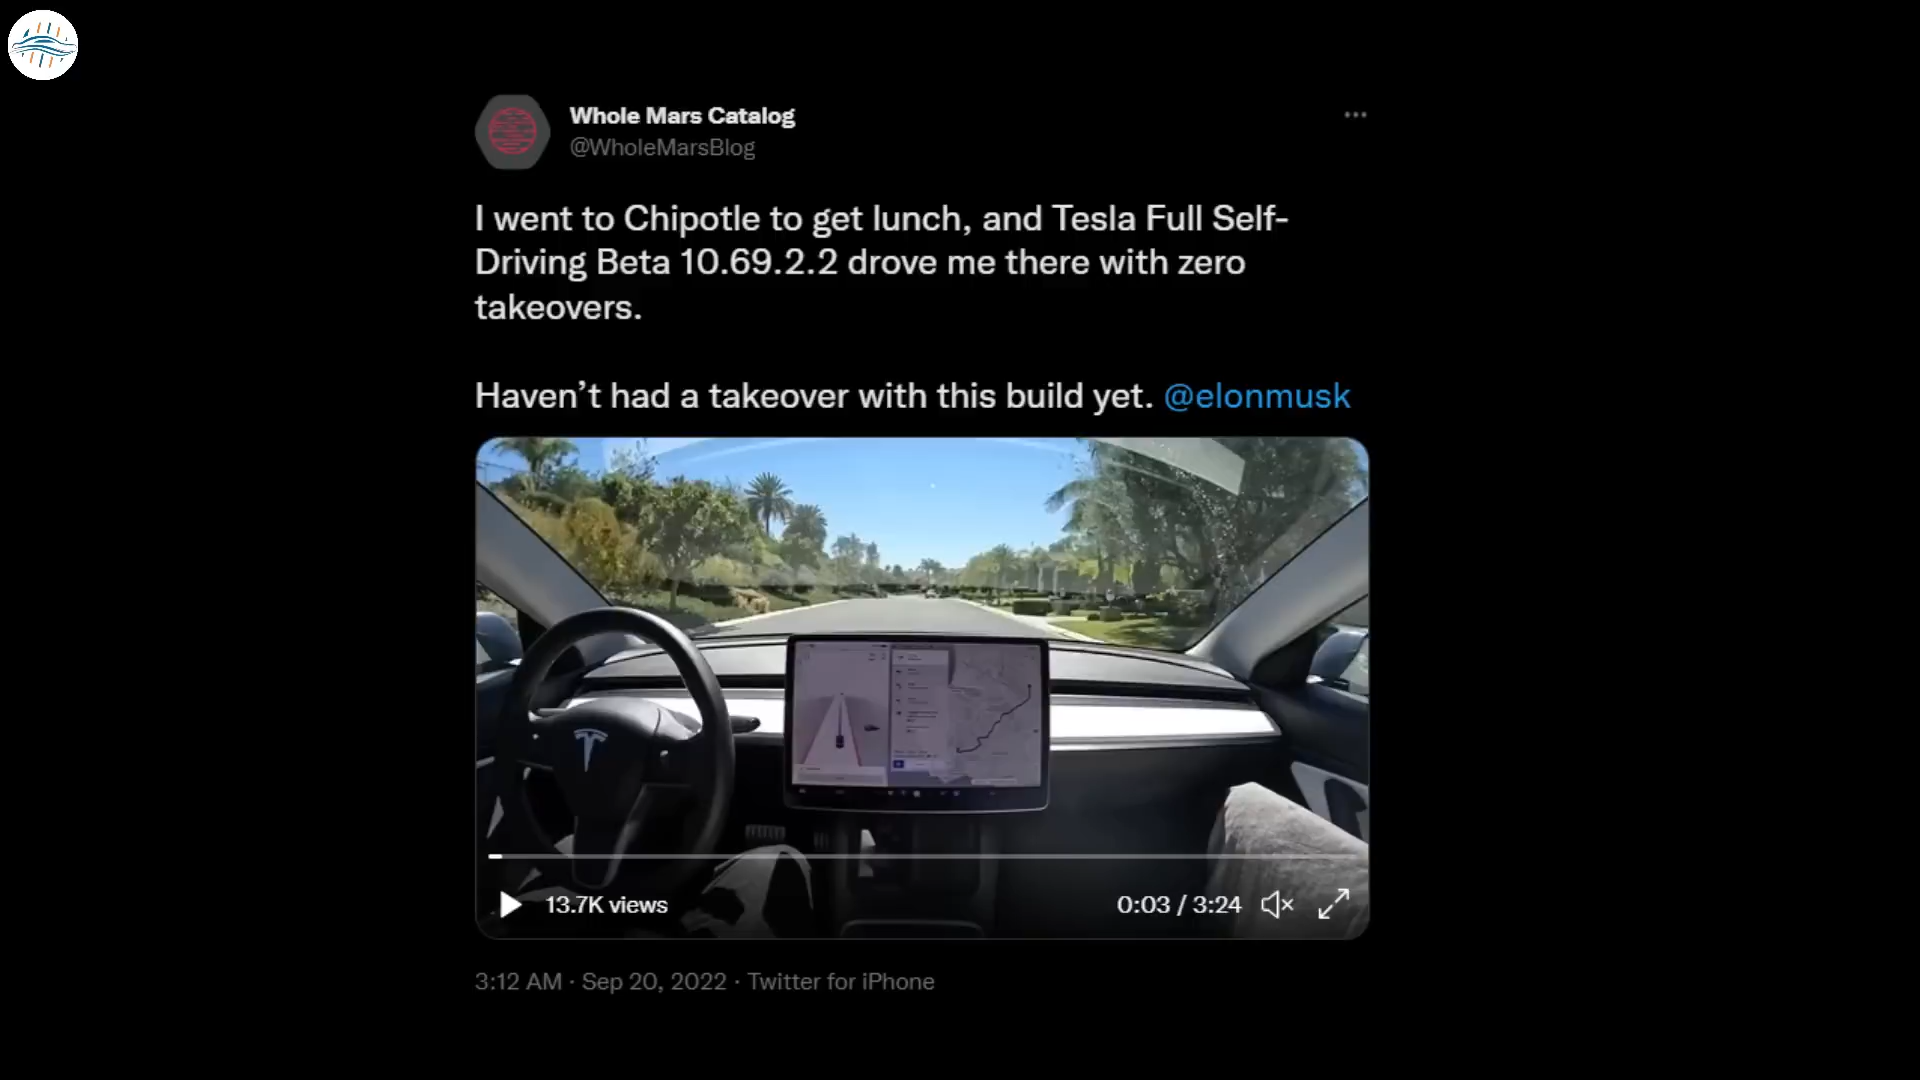 Whole Mars Catalog
@WholeMarsBlog
I went to Chipotle to get lunch, and Tesla Full Self-
Driving Beta 10.69.2.2 drove me there with zero
takeovers.
Haven’t had a takeover with this build yet. @elonmusk
13.7K views
0:03 / 3:24
3:12 AM · Sep 20, 2022 · Twitter for iPhone